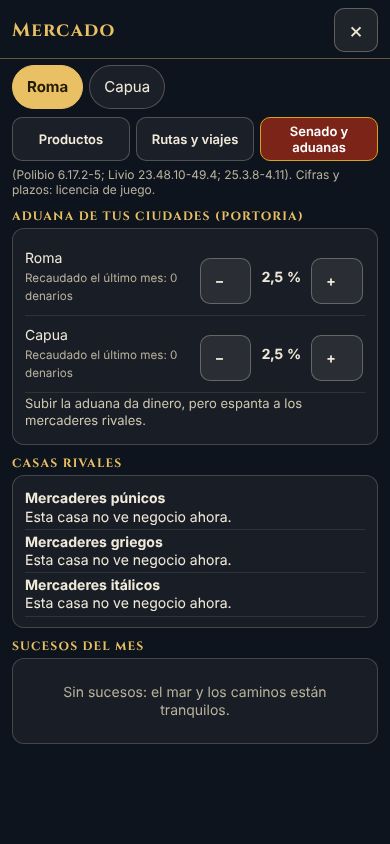 MERCADO
×
Roma
Capua
Productos
Rutas y viajes
Senado y
aduanas
(Polibio 6.17.2-5; Livio 23.48.10-49.4; 25.3.8-4.11). Cifras y
plazos: licencia de juego.
ADUANA DE TUS CIUDADES (PORTORIA)
Roma
Recaudado el último mes: 0
denarios
−
2,5 %
+
Capua
Recaudado el último mes: 0
denarios
−
2,5 %
+
Subir la aduana da dinero, pero espanta a los
mercaderes rivales.
CASAS RIVALES
Mercaderes púnicos
Esta casa no ve negocio ahora.
Mercaderes griegos
Esta casa no ve negocio ahora.
Mercaderes itálicos
Esta casa no ve negocio ahora.
SUCESOS DEL MES
Sin sucesos: el mar y los caminos están
tranquilos.